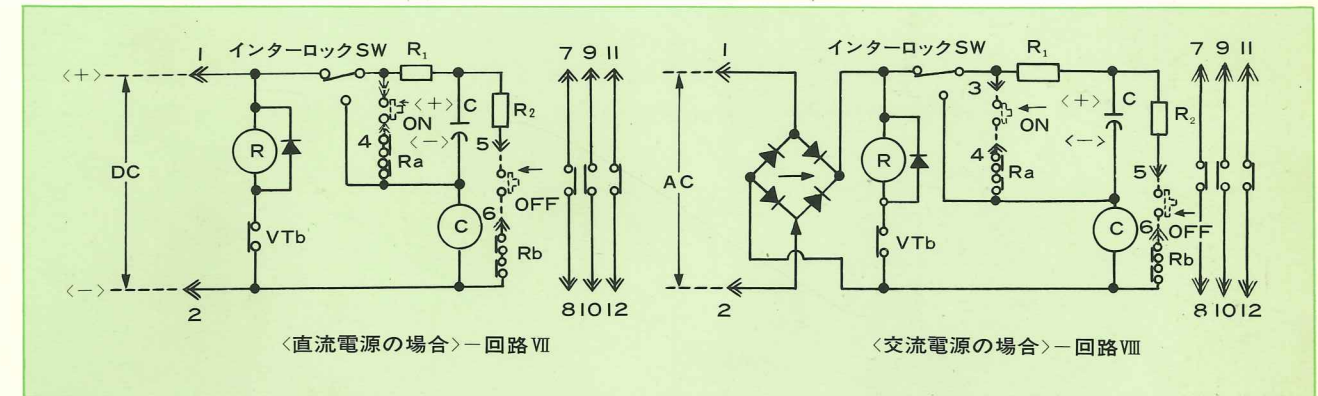 1 インターロックSW R₁ 7 9 11
<+> C R₂
<+>
ON
<->
4 5
DC R Ra
OFF
C 6
VTb Rb
<->
2 8 10 12
〈直流電源の場合〉-回路Ⅶ
1 インターロックSW R₁ 7 9 11
3 <+> C R₂
ON <->
4 5
AC R Ra
C 6 OFF
VTb Rb
2 8 10 12
〈交流電源の場合〉-回路Ⅷ